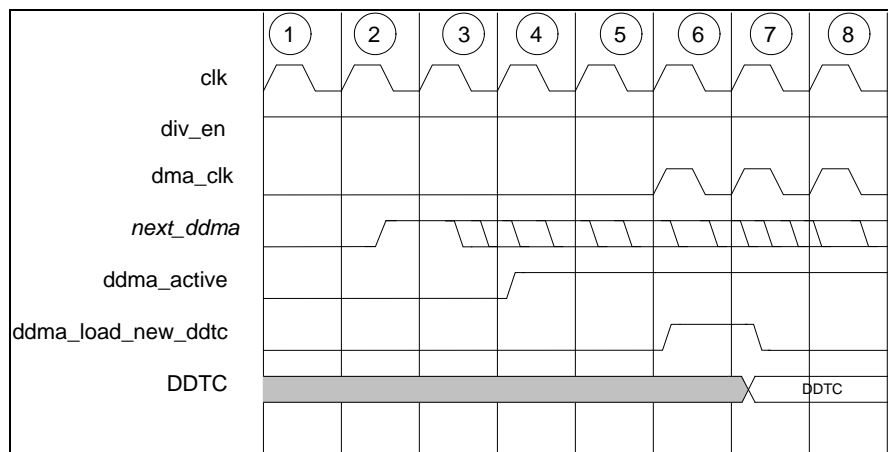 1 2 3 4 5 6 7 8
clk
div_en
dma_clk
next_ddma
ddma_active
ddma_load_new_ddtc
DDTC DDTC